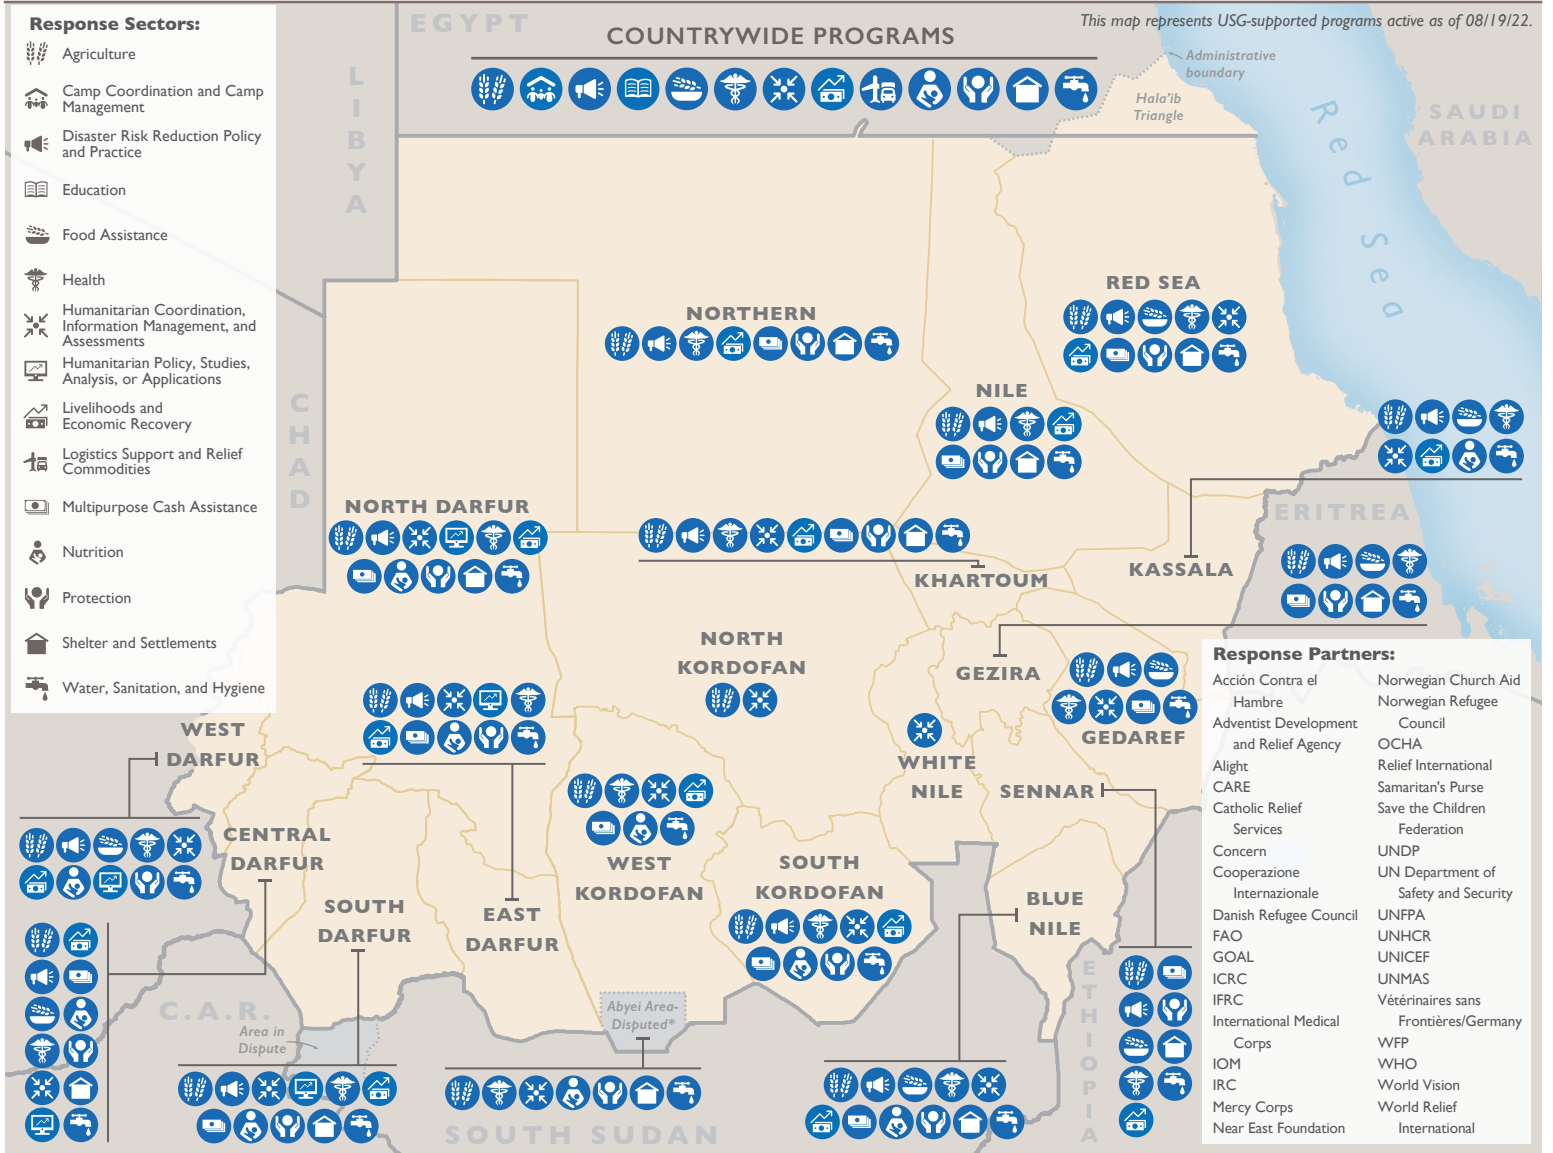 Response Sectors:
Agriculture
Camp Coordination and Camp
Management
Disaster Risk Reduction Policy
and Practice
Education
Food Assistance
Health
Humanitarian Coordination,
Information Management, and
Assessments
Humanitarian Policy, Studies,
Analysis, or Applications
Livelihoods and
Economic Recovery
Logistics Support and Relief
Commodities
Multipurpose Cash Assistance
Nutrition
Protection
Shelter and Settlements
Water, Sanitation, and Hygiene
EGYPT
This map represents USG-supported programs active as of 08/19/22.
COUNTRYWIDE PROGRAMS
Administrative
boundary
Hala'ib
Triangle
LIBYA
SAUDI
ARABIA
Red Sea
RED SEA
NORTHERN
NILE
CHAD
NORTH DARFUR
ERITREA
KHARTOUM
KASSALA
NORTH
KORDOFAN
GEZIRA
GEDAREF
WEST
DARFUR
WHITE
NILE
SENNAR
CENTRAL
DARFUR
WEST
KORDOFAN
SOUTH
KORDOFAN
SOUTH
DARFUR
EAST
DARFUR
BLUE
NILE
ETHIOPIA
C.A.R.
Area in
Dispute
Abyei Area-
Disputed*
SOUTH SUDAN
Response Partners:
Acción Contra el
Hambre
Adventist Development
and Relief Agency
Alight
CARE
Catholic Relief
Services
Concern
Cooperazione
Internazionale
Danish Refugee Council
FAO
GOAL
ICRC
IFRC
International Medical
Corps
IOM
IRC
Mercy Corps
Near East Foundation
Norwegian Church Aid
Norwegian Refugee
Council
OCHA
Relief International
Samaritan's Purse
Save the Children
Federation
UNDP
UN Department of
Safety and Security
UNFPA
UNHCR
UNICEF
UNMAS
Vétérinaires sans
Frontières/Germany
WFP
WHO
World Vision
World Relief
International